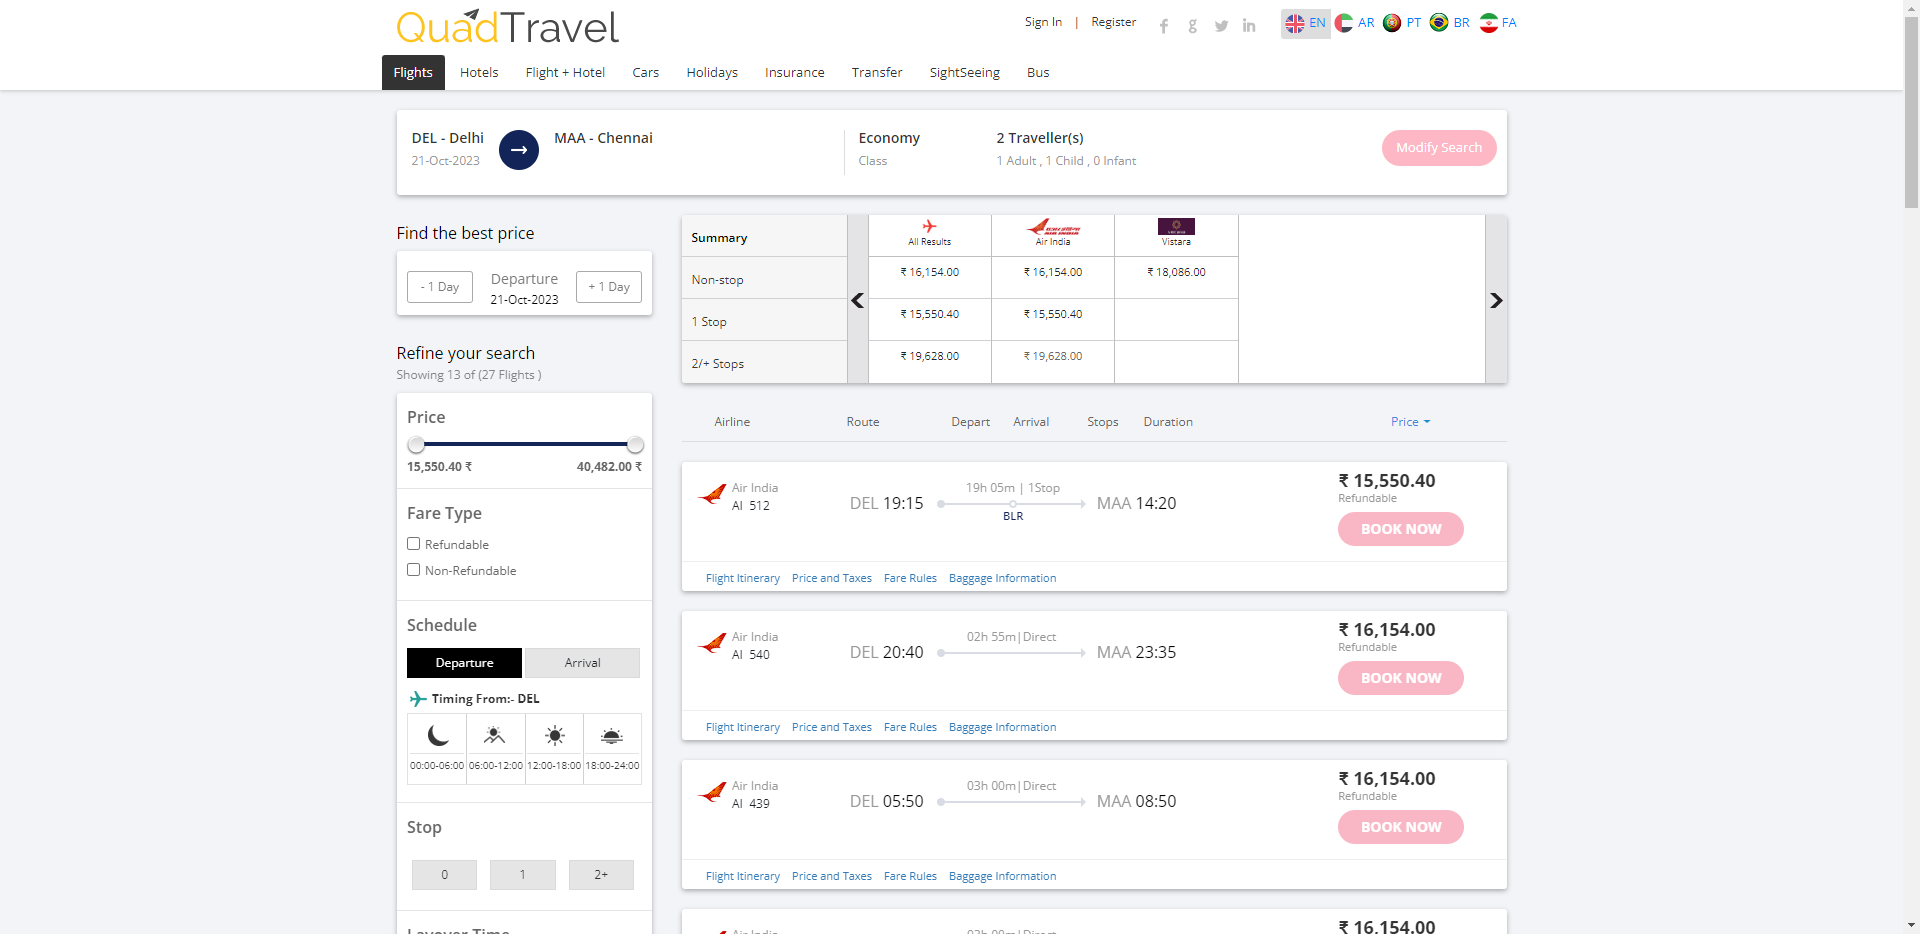 QuadTravel
Sign In | Register
EN AR PT BR FA
Flights Hotels Flight + Hotel Cars Holidays Insurance Transfer SightSeeing Bus
DEL - Delhi
21-Oct-2023
MAA - Chennai
Economy
Class
2 Traveller(s)
1 Adult , 1 Child , 0 Infant
Modify Search
Find the best price
- 1 Day
Departure
21-Oct-2023
+ 1 Day
Refine your search
Showing 13 of (27 Flights )
Price
15,550.40 ₹ 40,482.00 ₹
Fare Type
Refundable
Non-Refundable
Schedule
Departure Arrival
Timing From:- DEL
00:00-06:00 06:00-12:00 12:00-18:00 18:00-24:00
Stop
0 1 2+
Layover Time
Summary All Results Air India Vistara
Non-stop ₹ 16,154.00 ₹ 16,154.00 ₹ 18,086.00
1 Stop ₹ 15,550.40 ₹ 15,550.40
2/+ Stops ₹ 19,628.00 ₹ 19,628.00
Airline Route Depart Arrival Stops Duration Price
Air India
AI 512
DEL 19:15
19h 05m | 1Stop
BLR
MAA 14:20
₹ 15,550.40
Refundable
BOOK NOW
Flight Itinerary Price and Taxes Fare Rules Baggage Information
Air India
AI 540
DEL 20:40
02h 55m|Direct
MAA 23:35
₹ 16,154.00
Refundable
BOOK NOW
Flight Itinerary Price and Taxes Fare Rules Baggage Information
Air India
AI 439
DEL 05:50
03h 00m|Direct
MAA 08:50
₹ 16,154.00
Refundable
BOOK NOW
Flight Itinerary Price and Taxes Fare Rules Baggage Information
Air India
03h 00m|Direct
₹ 16,154.00